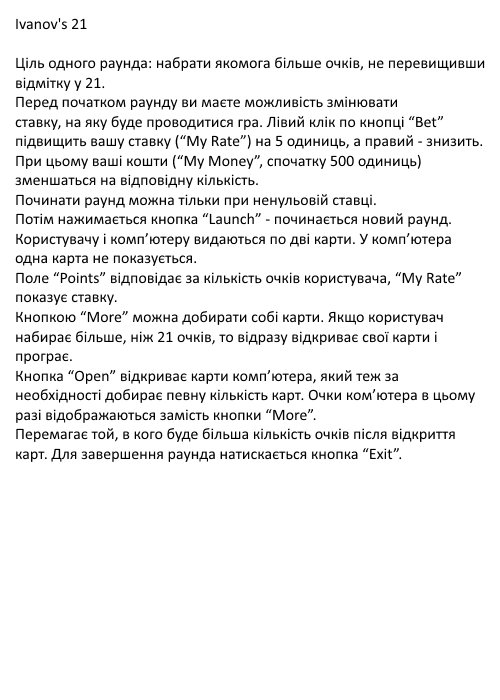 Ivanov's 21
Ціль одного раунда: набрати якомога більше очків, не перевищивши
відмітку у 21.
Перед початком раунду ви маєте можливість змінювати
ставку, на яку буде проводитися гра. Лівий клік по кнопці “Bet”
підвищить вашу ставку (“My Rate”) на 5 одиниць, а правий - знизить.
При цьому ваші кошти (“My Money”, спочатку 500 одиниць)
зменшаться на відповідну кількість.
Починати раунд можна тільки при ненульовій ставці.
Потім нажимається кнопка “Launch” - починається новий раунд.
Користувачу і комп’ютеру видаються по дві карти. У комп’ютера
одна карта не показується.
Поле “Points” відповідає за кількість очків користувача, “My Rate”
показує ставку.
Кнопкою “More” можна добирати собі карти. Якщо користувач
набирає більше, ніж 21 очків, то відразу відкриває свої карти і
програє.
Кнопка “Open” відкриває карти комп’ютера, який теж за
необхідності добирає певну кількість карт. Очки ком’ютера в цьому
разі відображаються замість кнопки “More”.
Перемагає той, в кого буде більша кількість очків після відкриття
карт. Для завершення раунда натискається кнопка “Exit”.